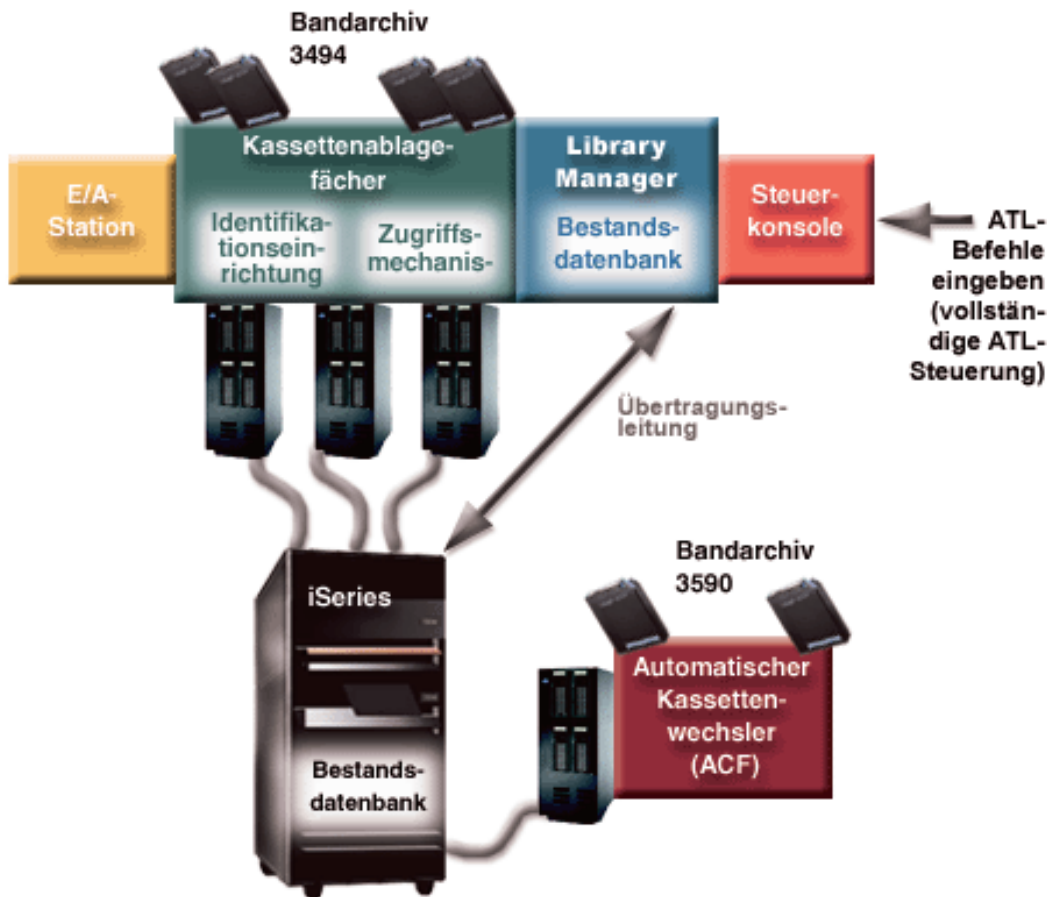 Bandarchiv
3494
Kassettenablage-
fächer
Library
Manager
E/A-
Station
Identifika-
tionsein-
richtung
Zugriffs-
mechanis-
Bestands-
datenbank
Steuer-
konsole
ATL-
Befehle
eingeben
(vollstän-
dige ATL-
Steuerung)
Übertragungs-
leitung
iSeries
Bestands-
datenbank
Bandarchiv
3590
Automatischer
Kassetten-
wechsler
(ACF)